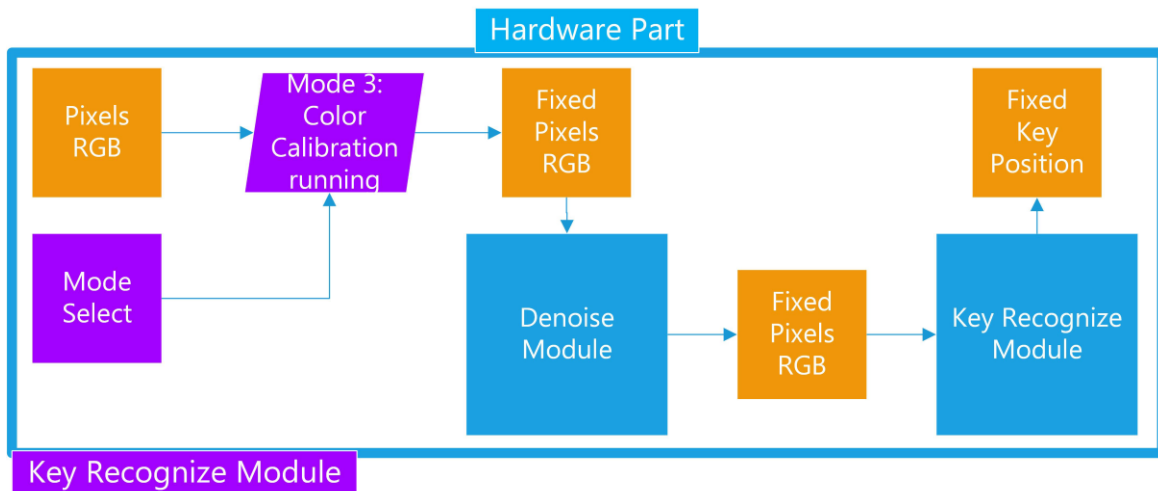 Hardware Part
Pixels
RGB
Mode 3:
Color
Calibration
running
Fixed
Pixels
RGB
Fixed
Key
Position
Mode
Select
Denoise
Module
Fixed
Pixels
RGB
Key Recognize
Module
Key Recognize Module